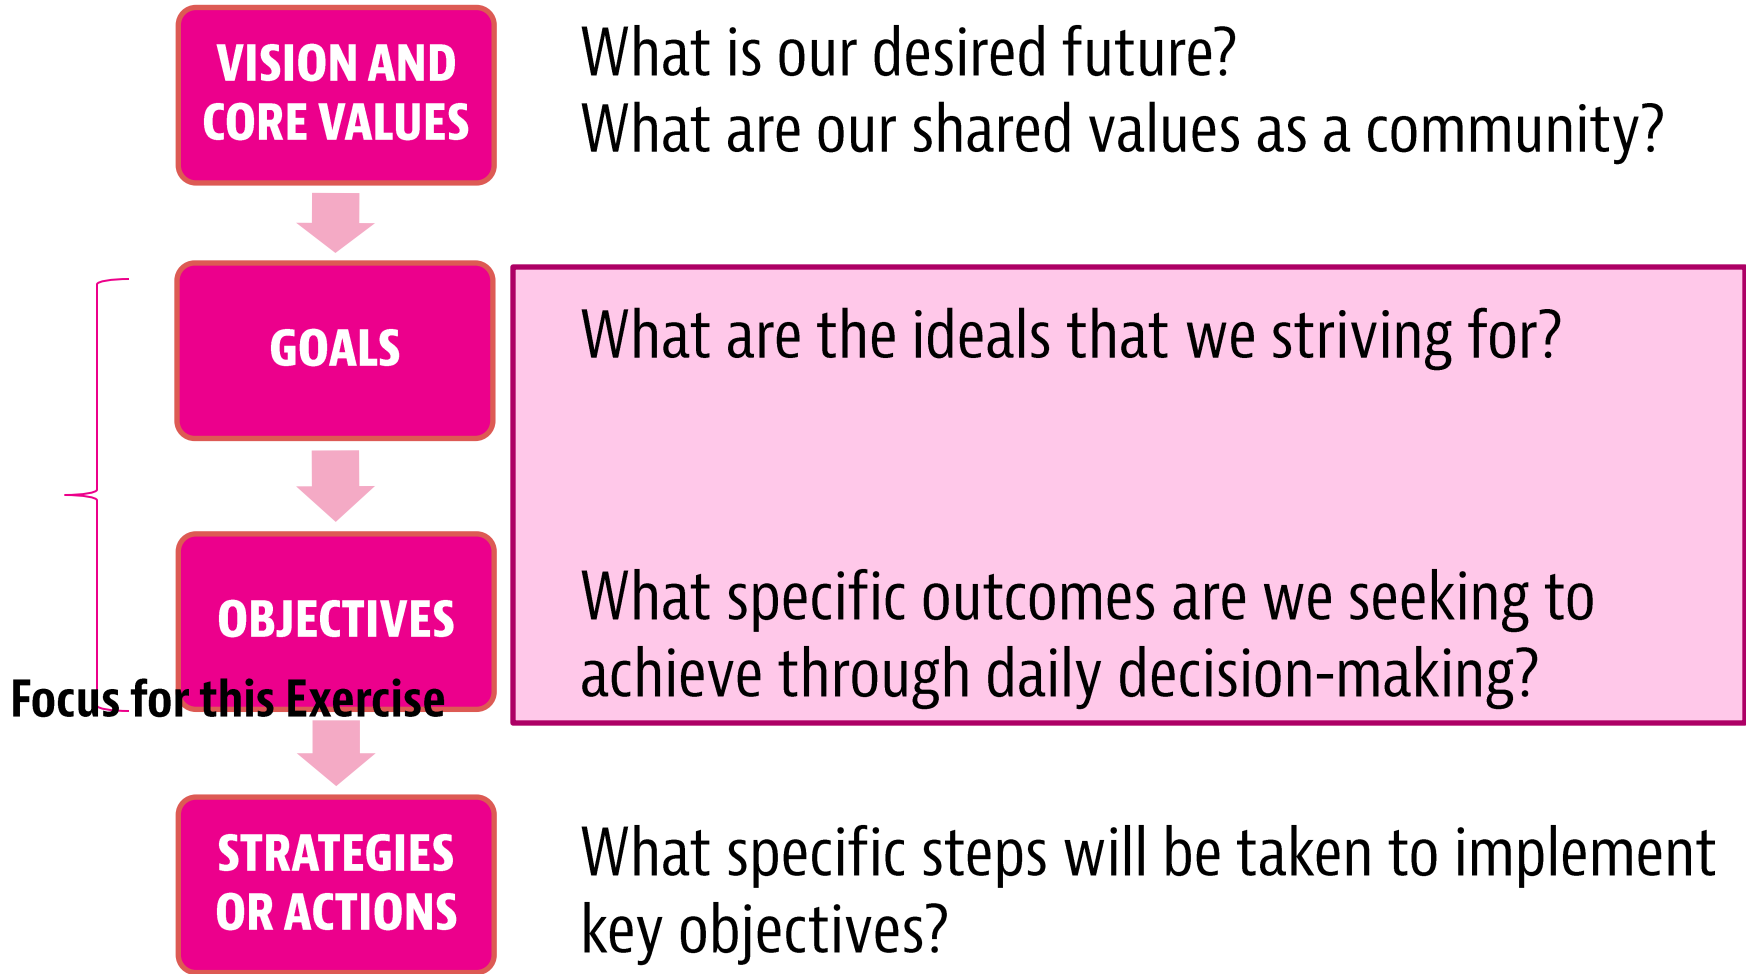 VISION AND
CORE VALUES
What is our desired future?
What are our shared values as a community?
GOALS
What are the ideals that we striving for?
OBJECTIVES
What specific outcomes are we seeking to
achieve through daily decision-making?
Focus for this Exercise
STRATEGIES
OR ACTIONS
What specific steps will be taken to implement
key objectives?